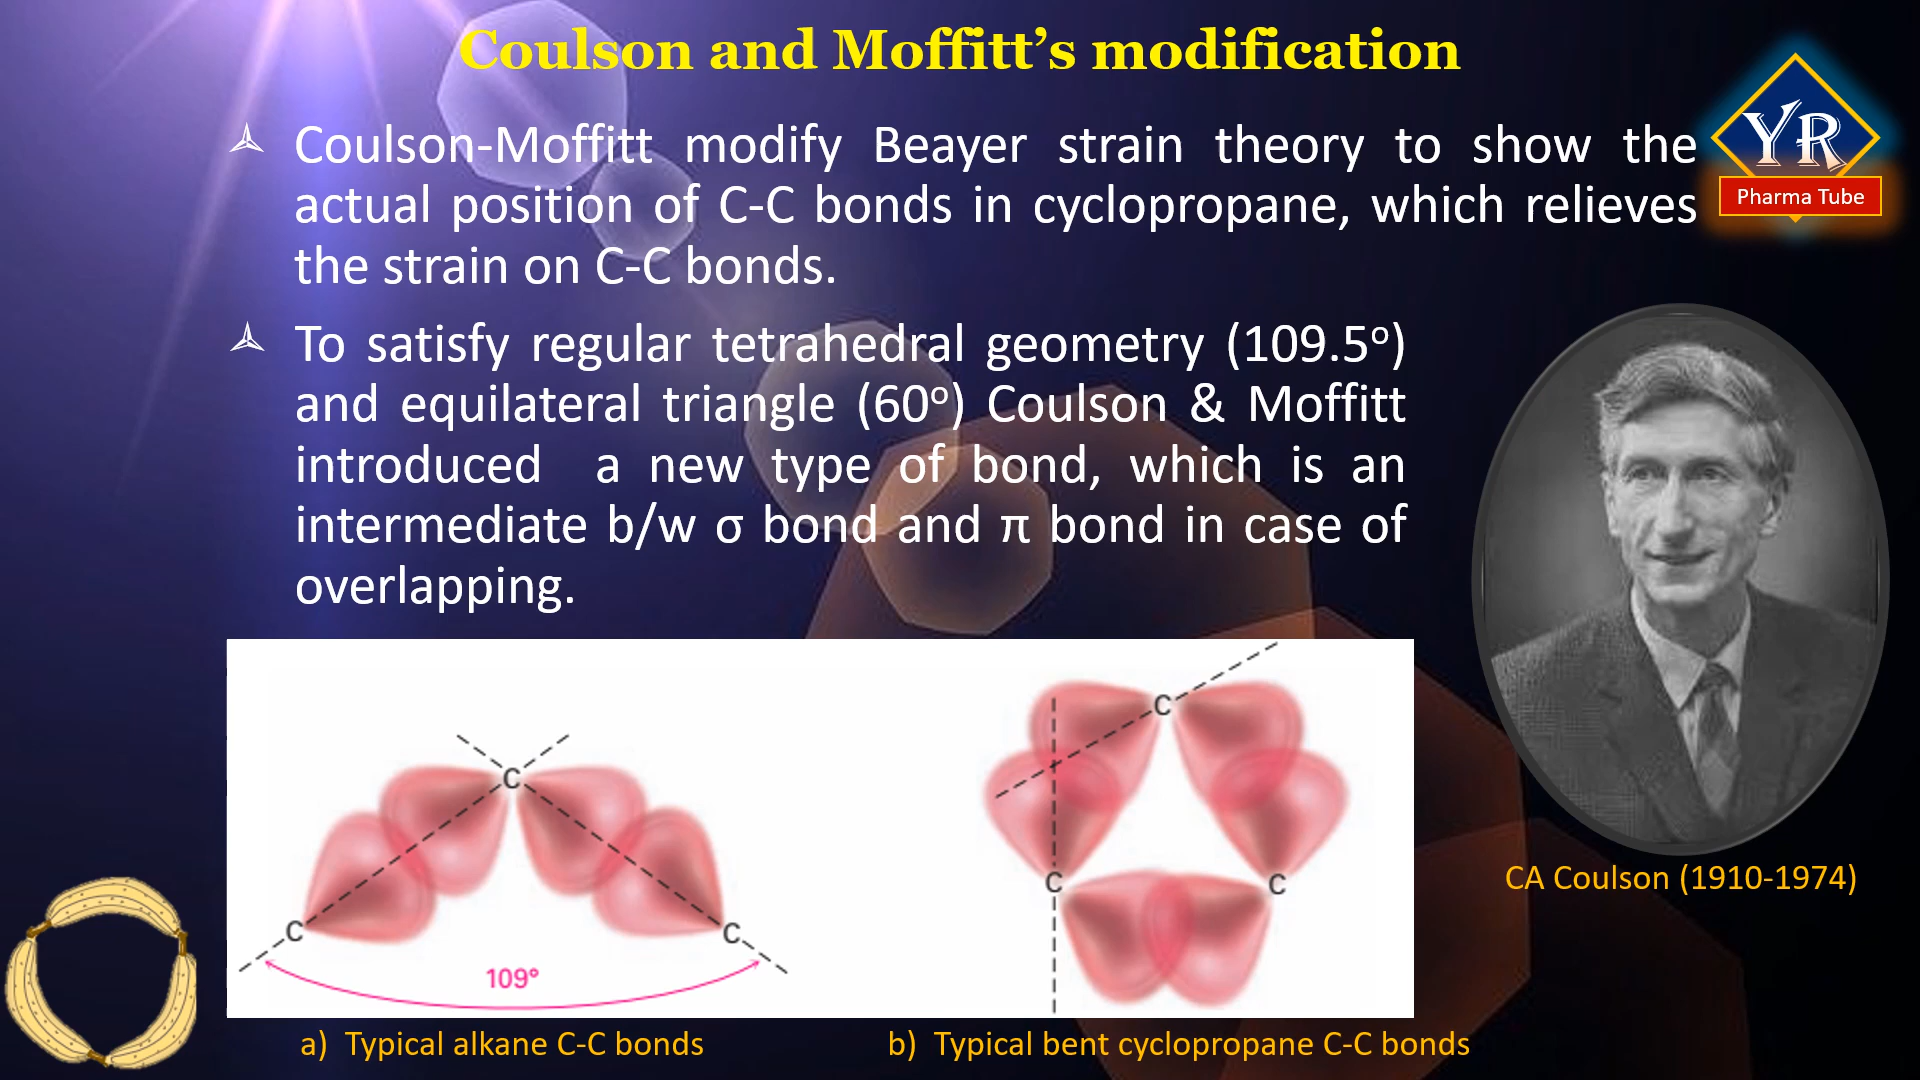 Coulson and Moffitt’s modification
YR
Pharma Tube
Coulson-Moffitt modify Beayer strain theory to show the
actual position of C-C bonds in cyclopropane, which relieves
the strain on C-C bonds.
To satisfy regular tetrahedral geometry (109.5º)
and equilateral triangle (60º) Coulson & Moffitt
introduced a new type of bond, which is an
intermediate b/w σ bond and π bond in case of
overlapping.
C
C
C
109°
C
C
C
CA Coulson (1910-1974)
a) Typical alkane C-C bonds
b) Typical bent cyclopropane C-C bonds